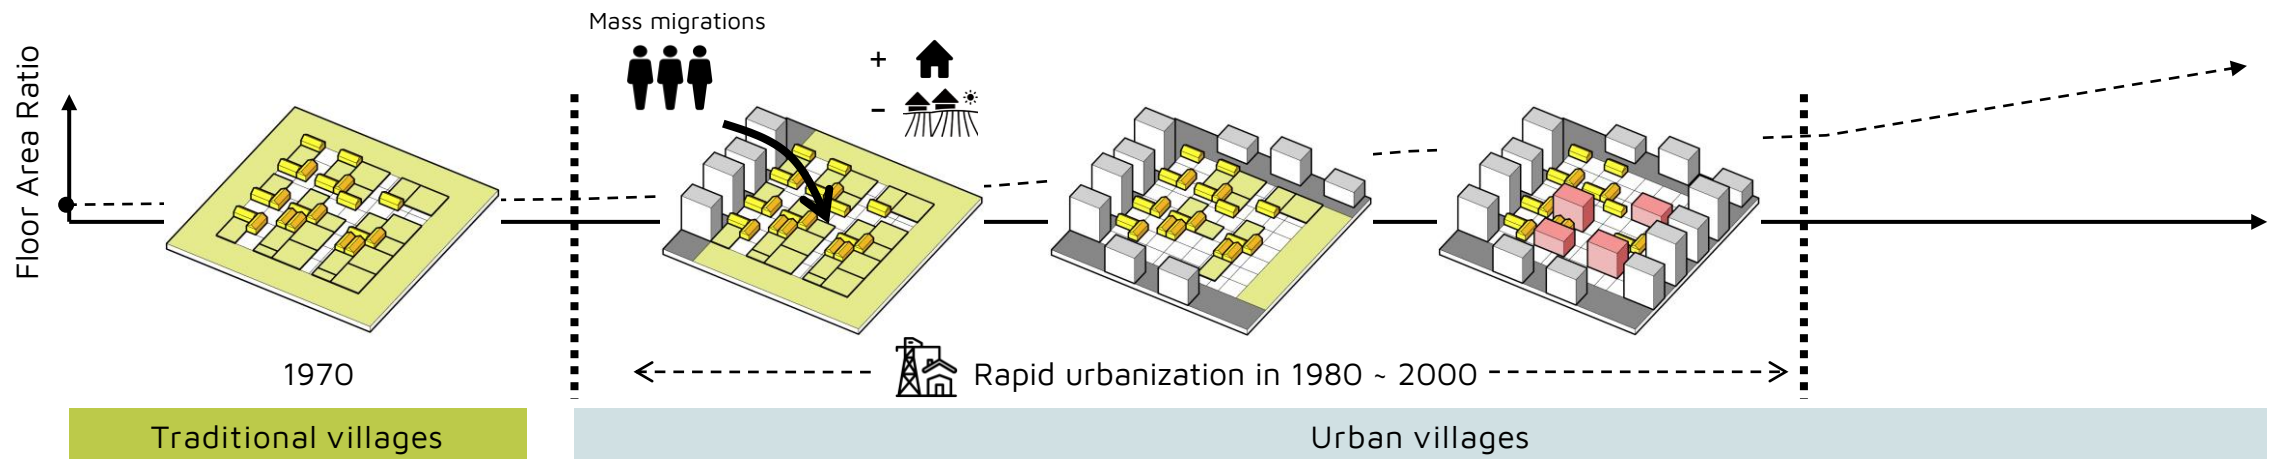 Mass migrations
+
-
Floor Area Ratio
1970
Rapid urbanization in 1980 ~ 2000
Traditional villages
Urban villages